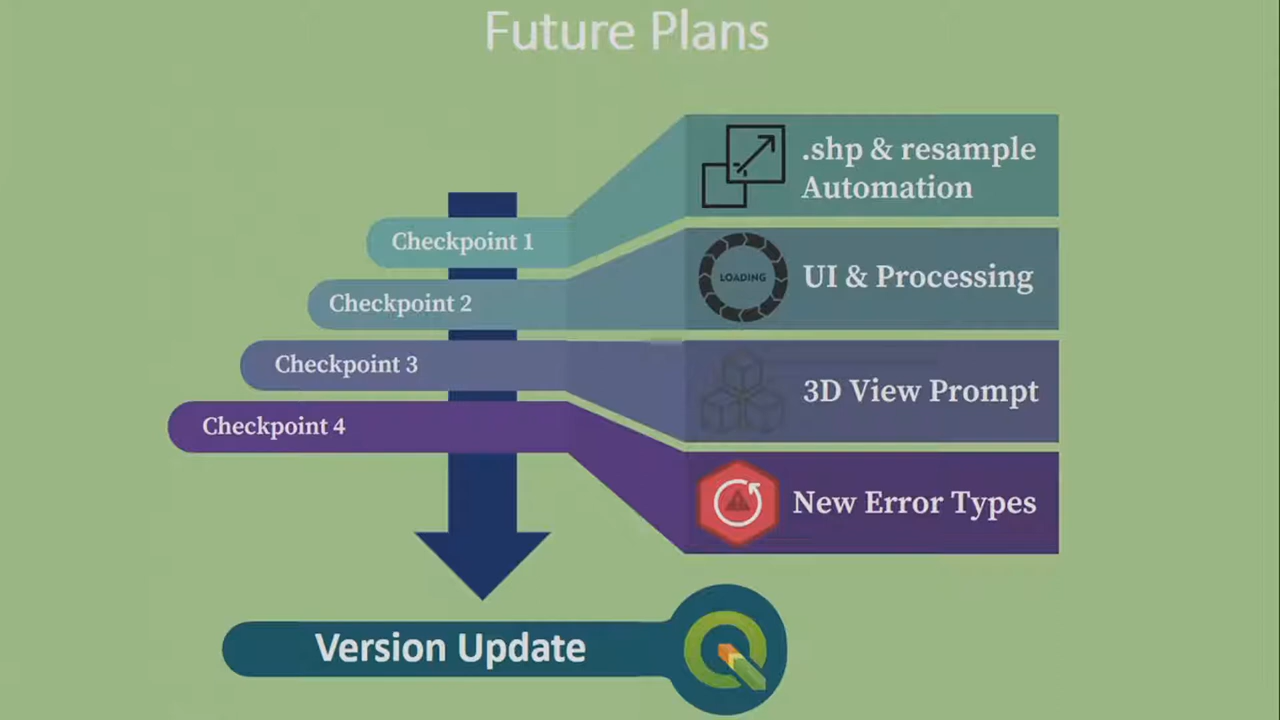 Future Plans
Checkpoint 1
.shp & resample
Automation
Checkpoint 2
LOADING
UI & Processing
Checkpoint 3
3D View Prompt
Checkpoint 4
New Error Types
Version Update